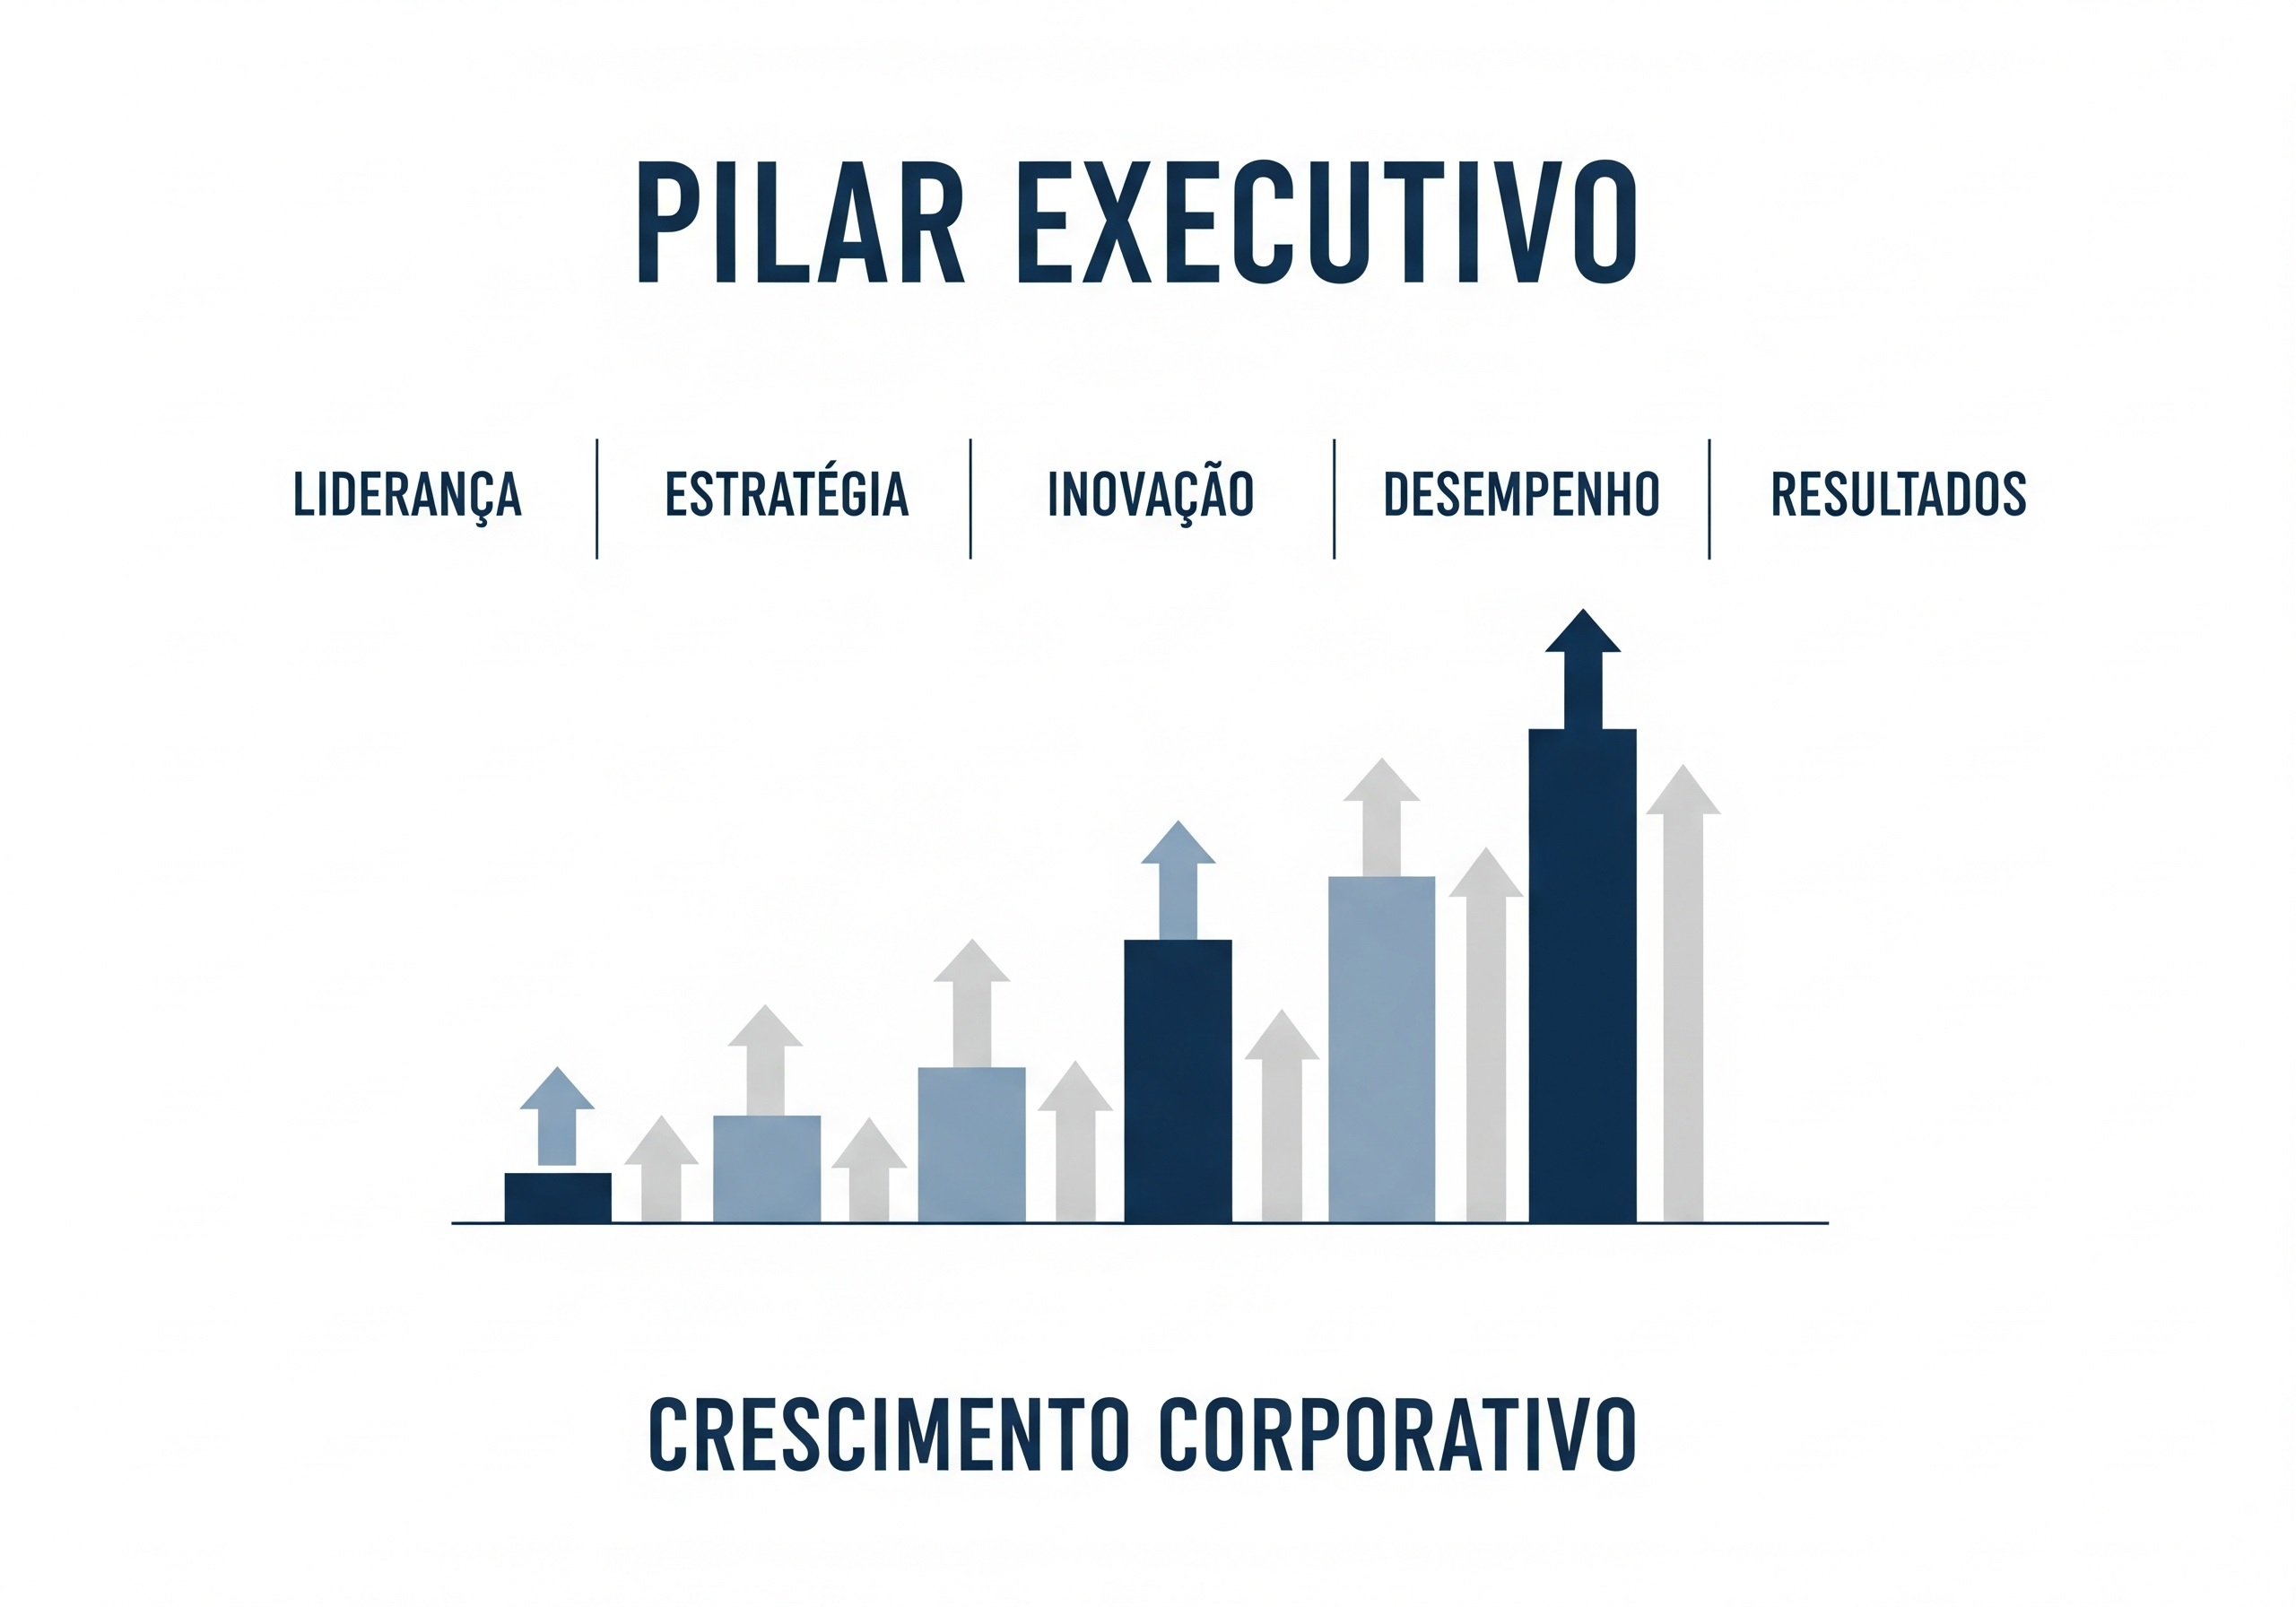 PILAR EXECUTIVO
LIDERANÇA | ESTRATÉGIA | INOVAÇÃO | DESEMPENHO | RESULTADOS
CRESCIMENTO CORPORATIVO